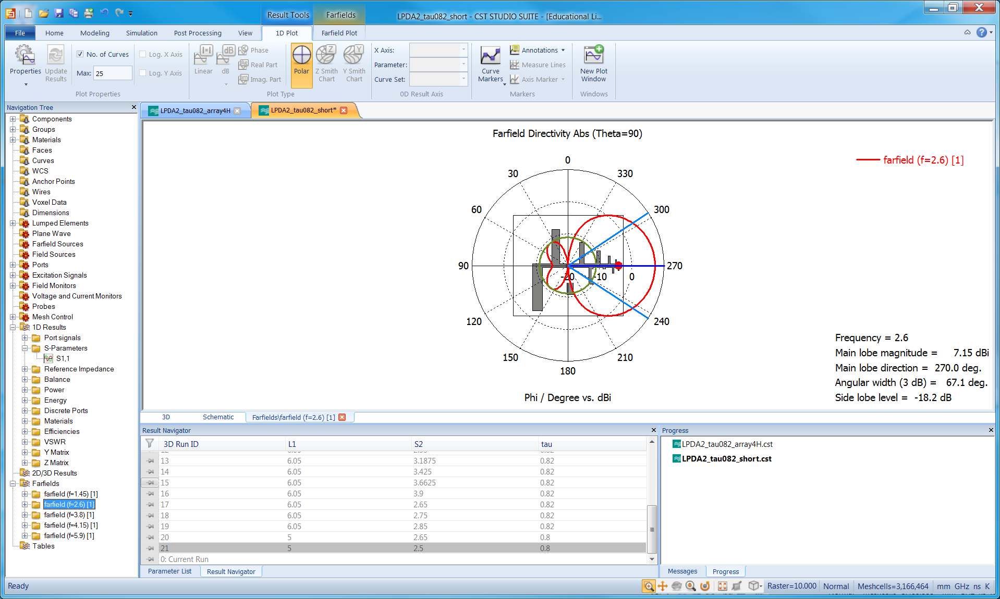 Result Tools
Farfields
LPDA2_tau082_short - CST STUDIO SUITE - [Educational Li...
File
Home
Modeling
Simulation
Post Processing
View
1D Plot
Farfield Plot
Properties
Update Results
No. of Curves
Max: 25
Log. X Axis
Log. Y Axis
Plot Properties
Linear
dB
Phase
Real Part
Imag. Part
Polar
Z Smith Chart
Y Smith Chart
Plot Type
X Axis:
Parameter:
Curve Set:
0D Result Axis
Curve Markers
Annotations
Measure Lines
Axis Marker
Markers
New Plot Window
Windows
Navigation Tree
Components
Groups
Materials
Faces
Curves
WCS
Anchor Points
Wires
Voxel Data
Dimensions
Lumped Elements
Plane Wave
Farfield Sources
Field Sources
Ports
Excitation Signals
Field Monitors
Voltage and Current Monitors
Probes
Mesh Control
1D Results
Port signals
S-Parameters
S1,1
Reference Impedance
Balance
Power
Energy
Discrete Ports
Materials
Efficiencies
VSWR
Y Matrix
Z Matrix
2D/3D Results
Farfields
farfield (f=1.45) [1]
farfield (f=2.6) [1]
farfield (f=3.8) [1]
farfield (f=4.15) [1]
farfield (f=5.9) [1]
Tables
LPDA2_tau082_array4H
LPDA2_tau082_short*
Farfield Directivity Abs (Theta=90)
farfield (f=2.6) [1]
0
30
330
60
300
90
-20
-10
0
270
120
240
150
210
180
Phi / Degree vs. dBi
Frequency = 2.6
Main lobe magnitude = 7.15 dBi
Main lobe direction = 270.0 deg.
Angular width (3 dB) = 67.1 deg.
Side lobe level = -18.2 dB
3D
Schematic
Farfields\farfield (f=2.6) [1]
Result Navigator
3D Run ID L1 S2 tau
13 6.05 3.1875 0.82
14 6.05 3.425 0.82
15 6.05 3.6625 0.82
16 6.05 3.9 0.82
17 6.05 2.65 0.82
18 6.05 2.75 0.82
19 6.05 2.85 0.82
20 5 2.65 0.8
21 5 2.5 0.8
0: Current Run
Parameter List
Result Navigator
Progress
LPDA2_tau082_array4H.cst
LPDA2_tau082_short.cst
Messages
Progress
Ready
Raster=10.000
Normal
Meshcells=3,166,464
mm GHz ns K